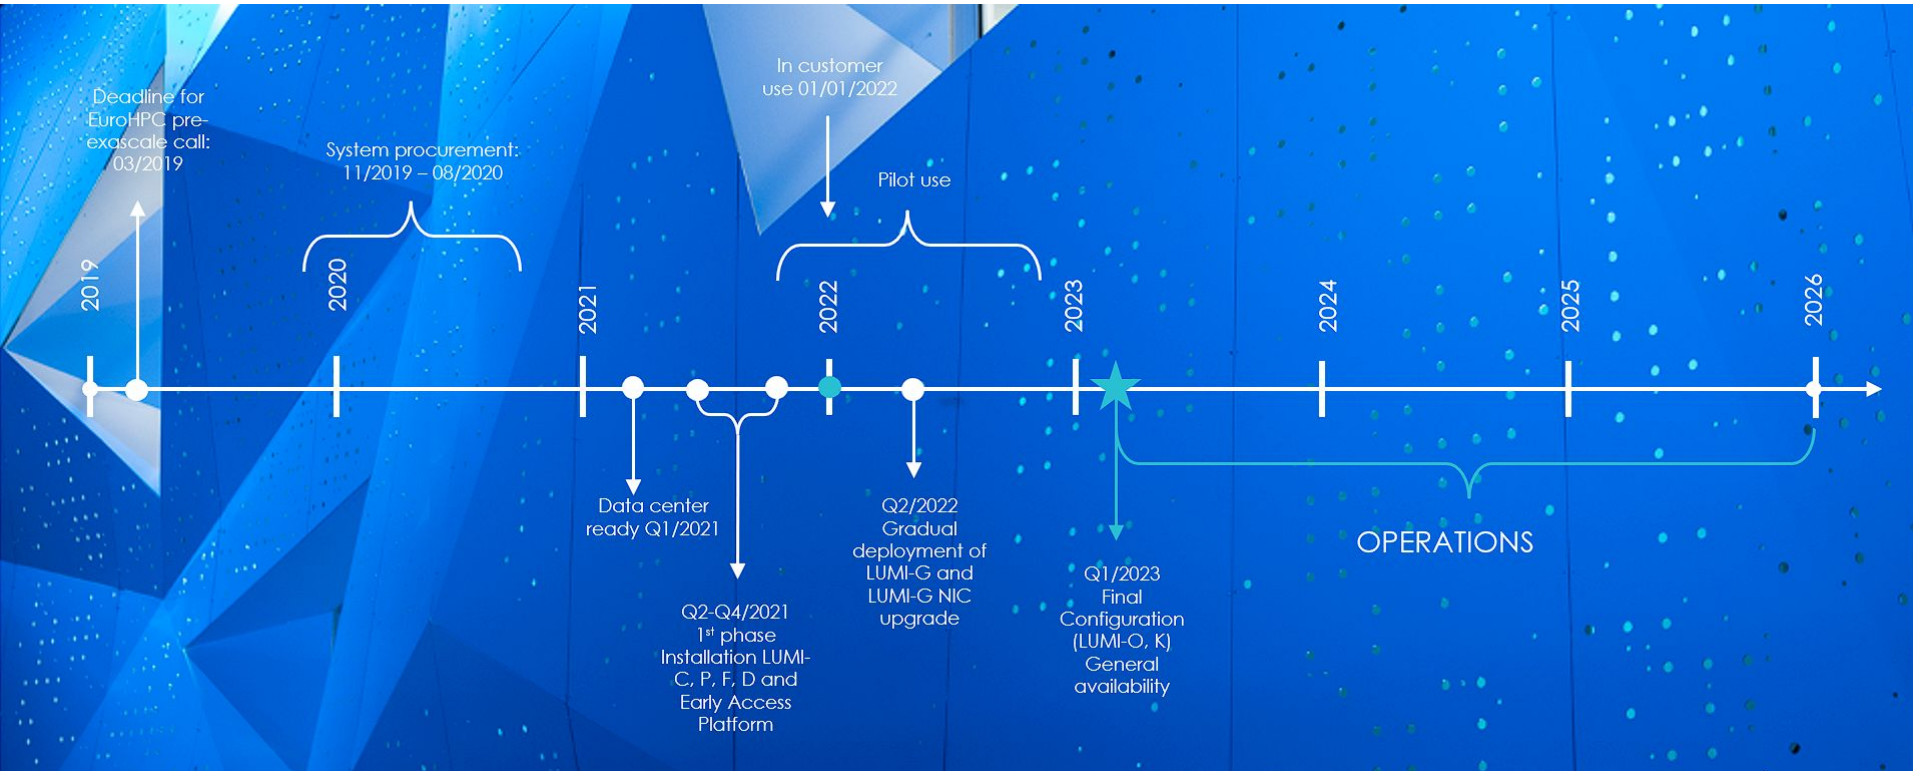 Deadline for
EuroHPC pre-
exascale call:
03/2019
System procurement:
11/2019 – 08/2020
In customer
use 01/01/2022
Pilot use
2019
2020
2021
2022
2023
2024
2025
2026
Data center
ready Q1/2021
Q2-Q4/2021
1st phase
Installation LUMI-
C, P, F, D and
Early Access
Platform
Q2/2022
Gradual
deployment of
LUMI-G and
LUMI-G NIC
upgrade
Q1/2023
Final
Configuration
(LUMI-O, K)
General
availability
OPERATIONS